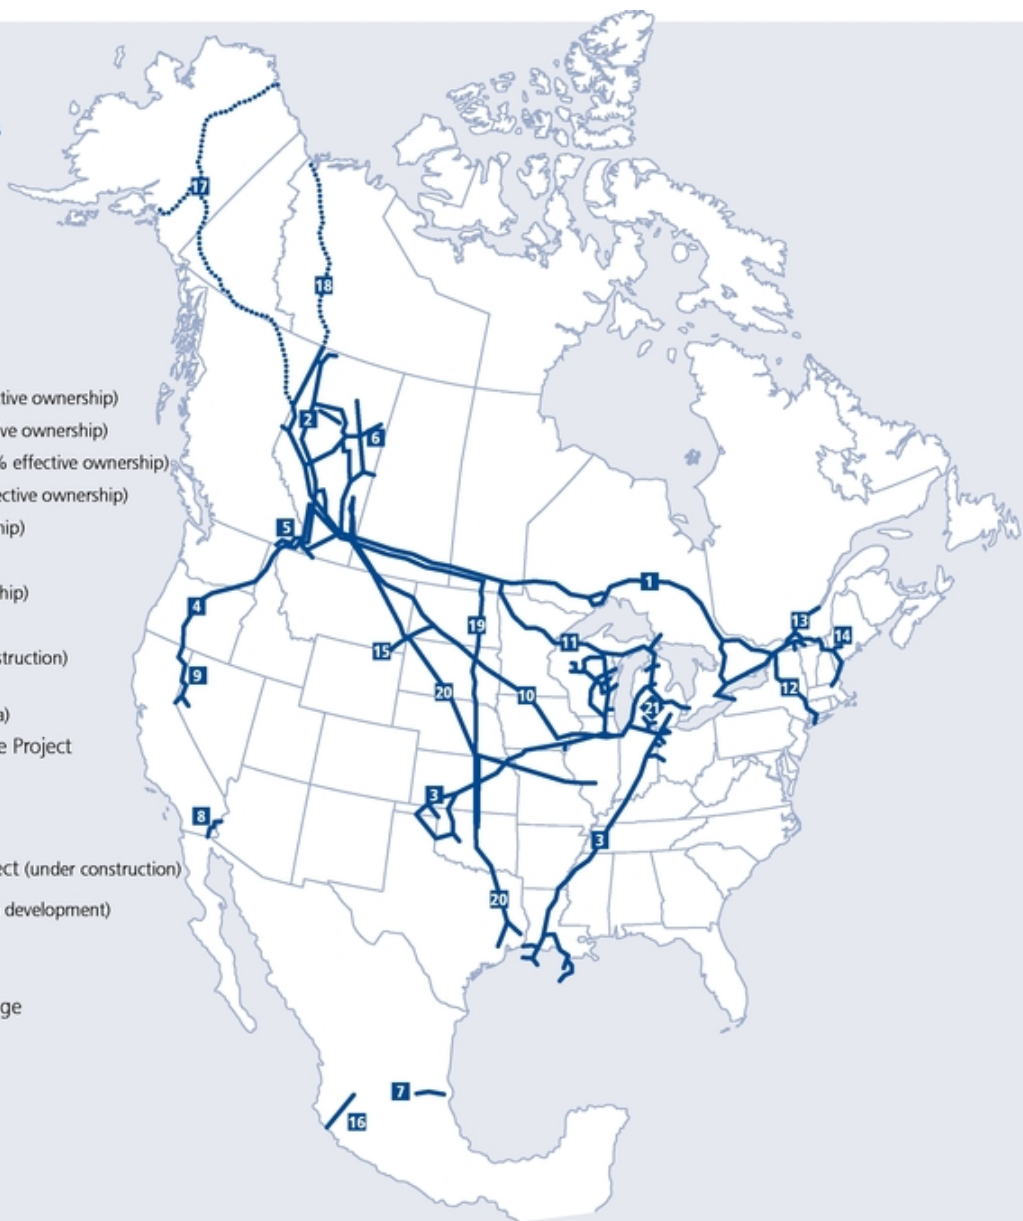 tive ownership)
ve ownership)
% effective ownership)
ective ownership)
hip)
hip)
struction)
a)
e Project
ect (under construction)
development)
ge
17
18
2
6
5
1
4
19
13
11
14
15
9
20
10
12
21
3
8
3
20
7
16